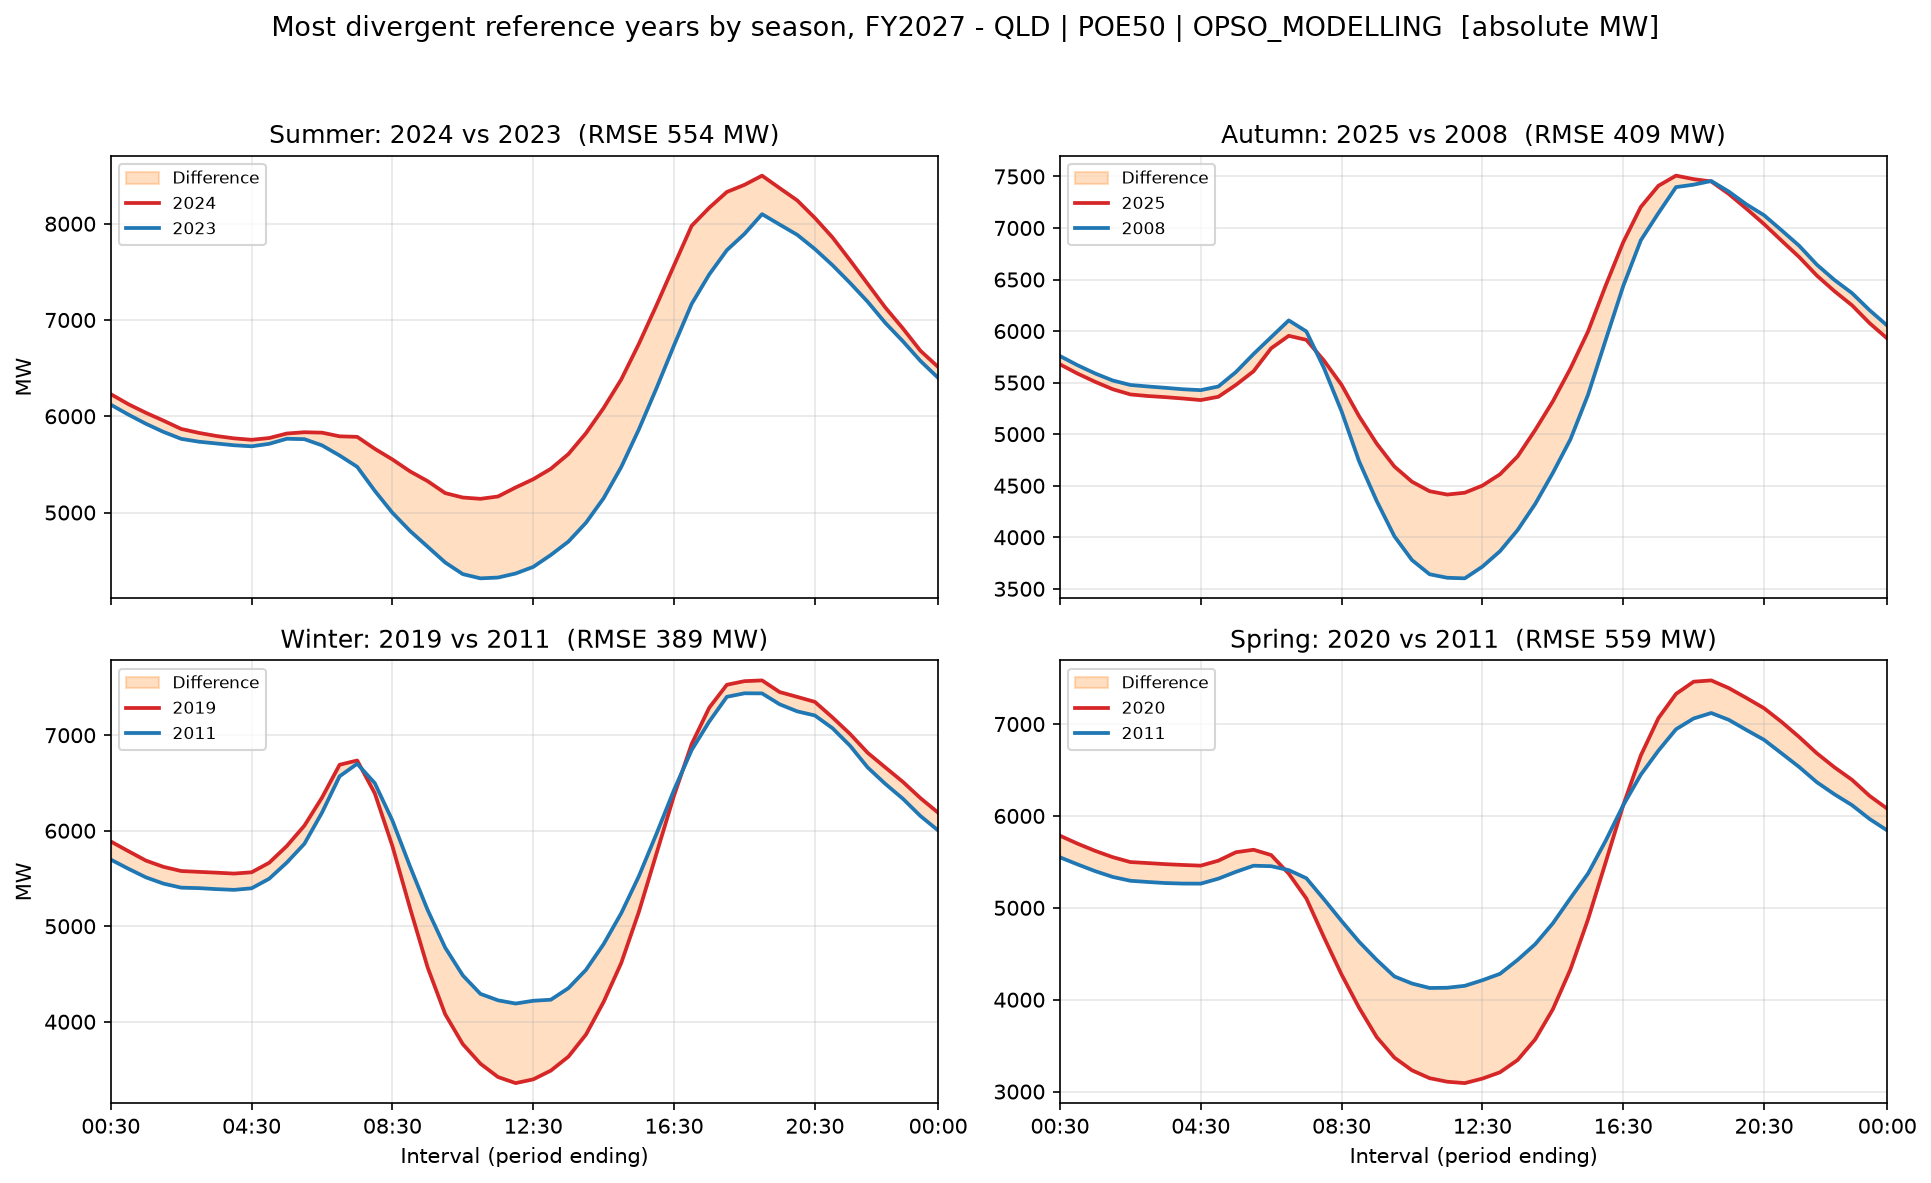 Most divergent reference years by season, FY2027 - QLD | POE50 | OPSO_MODELLING  [absolute MW]
Summer: 2024 vs 2023  (RMSE 554 MW)
Difference
2024
2023
8000
7000
6000
5000
MW
Autumn: 2025 vs 2008  (RMSE 409 MW)
Difference
2025
2008
7500
7000
6500
6000
5500
5000
4500
4000
3500
Winter: 2019 vs 2011  (RMSE 389 MW)
Difference
2019
2011
7000
6000
5000
4000
MW
00:30 04:30 08:30 12:30 16:30 20:30 00:00
Interval (period ending)
Spring: 2020 vs 2011  (RMSE 559 MW)
Difference
2020
2011
7000
6000
5000
4000
3000
00:30 04:30 08:30 12:30 16:30 20:30 00:00
Interval (period ending)